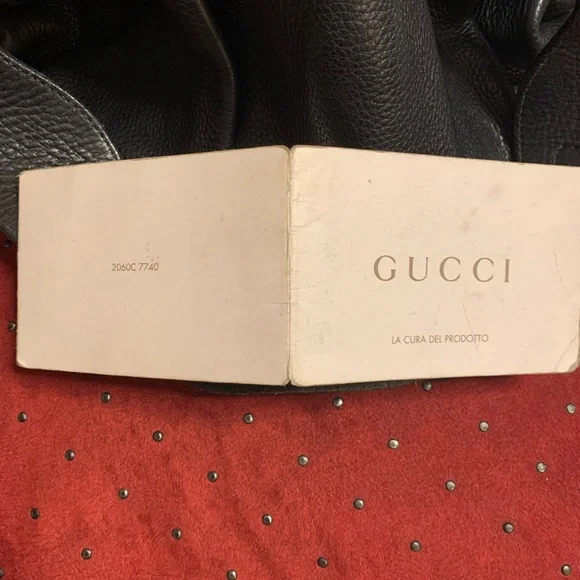 2060C 7740
GUCCI
LA CURA DEL PRODOTTO